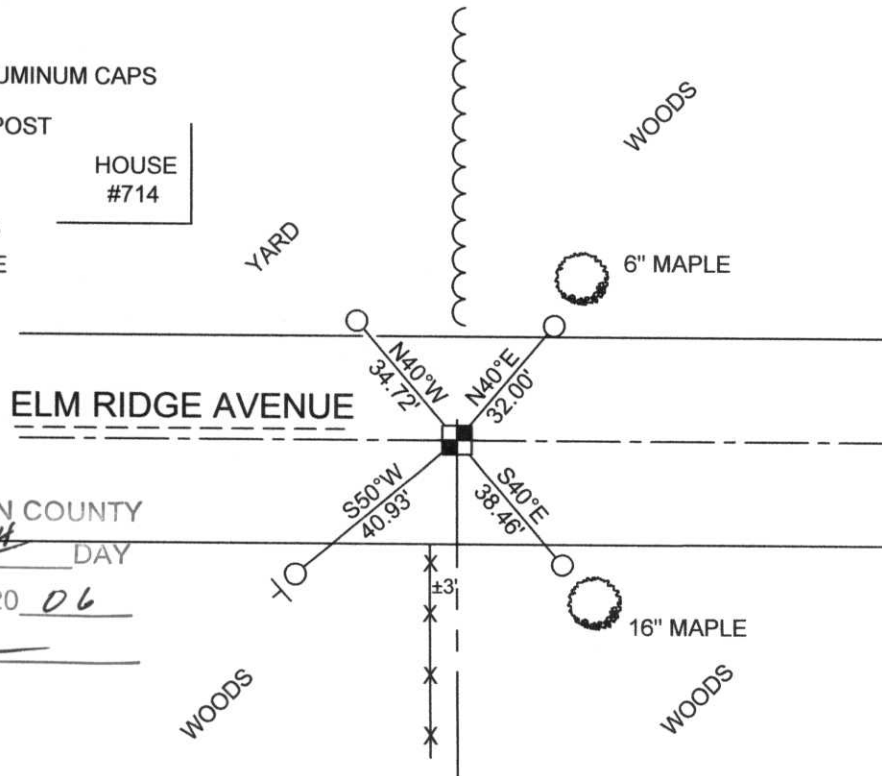 UMINUM CAPS
POST
HOUSE
#714
E
YARD
WOODS
6" MAPLE
N40°W
34.72'
N40°E
32.00'
ELM RIDGE AVENUE
S50°W
40.93'
S40°E
38.46'
N COUNTY
DAY
20 06
±3'
16" MAPLE
WOODS
WOODS